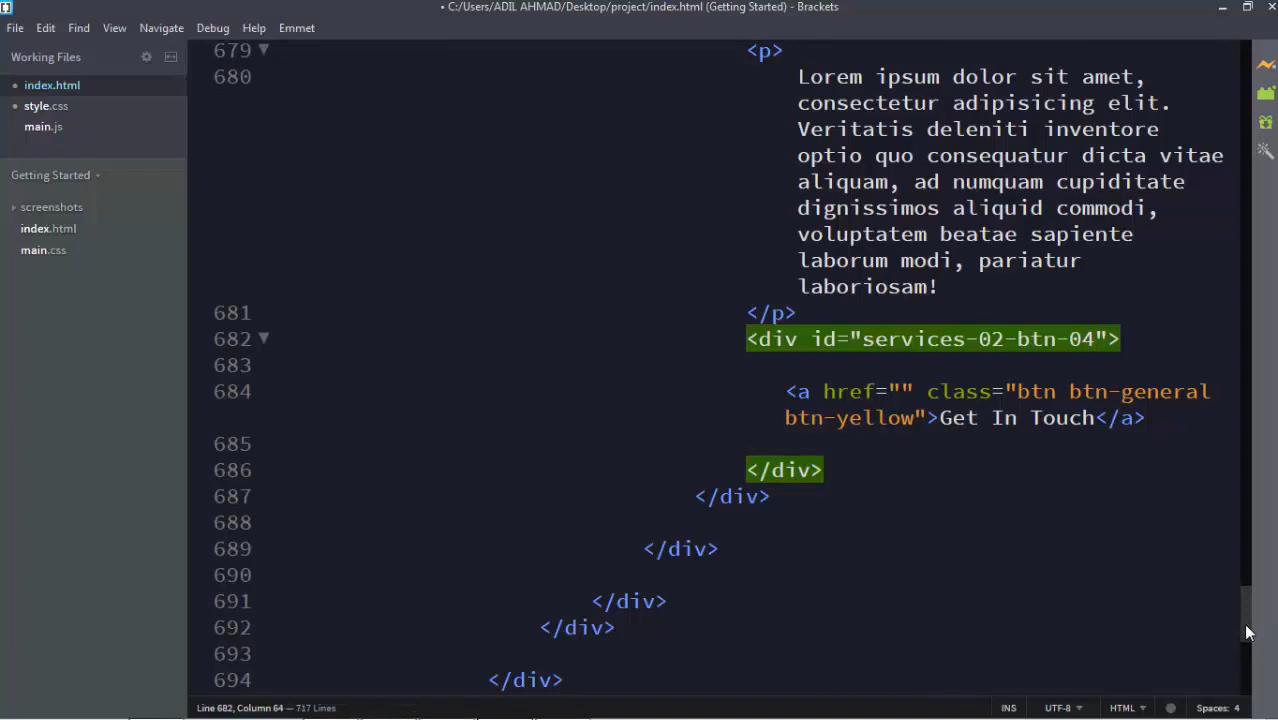 • C:/Users/ADIL AHMAD/Desktop/project/index.html (Getting Started) - Brackets
File Edit Find View Navigate Debug Help Emmet
Working Files
index.html
style.css
main.js
Getting Started
screenshots
index.html
main.css
679 <p>
680 Lorem ipsum dolor sit amet,
consectetur adipisicing elit.
Veritatis deleniti inventore
optio quo consequatur dicta vitae
aliquam, ad numquam cupiditate
dignissimos aliquid commodi,
voluptatem beatae sapiente
laborum modi, pariatur
laboriosam!
681 </p>
682 <div id="services-02-btn-04">
683
684 <a href="" class="btn btn-general
btn-yellow">Get In Touch</a>
685
686 </div>
687 </div>
688
689 </div>
690
691 </div>
692 </div>
693
694 </div>
Line 682, Column 64 — 717 Lines
INS UTF-8 HTML Spaces: 4